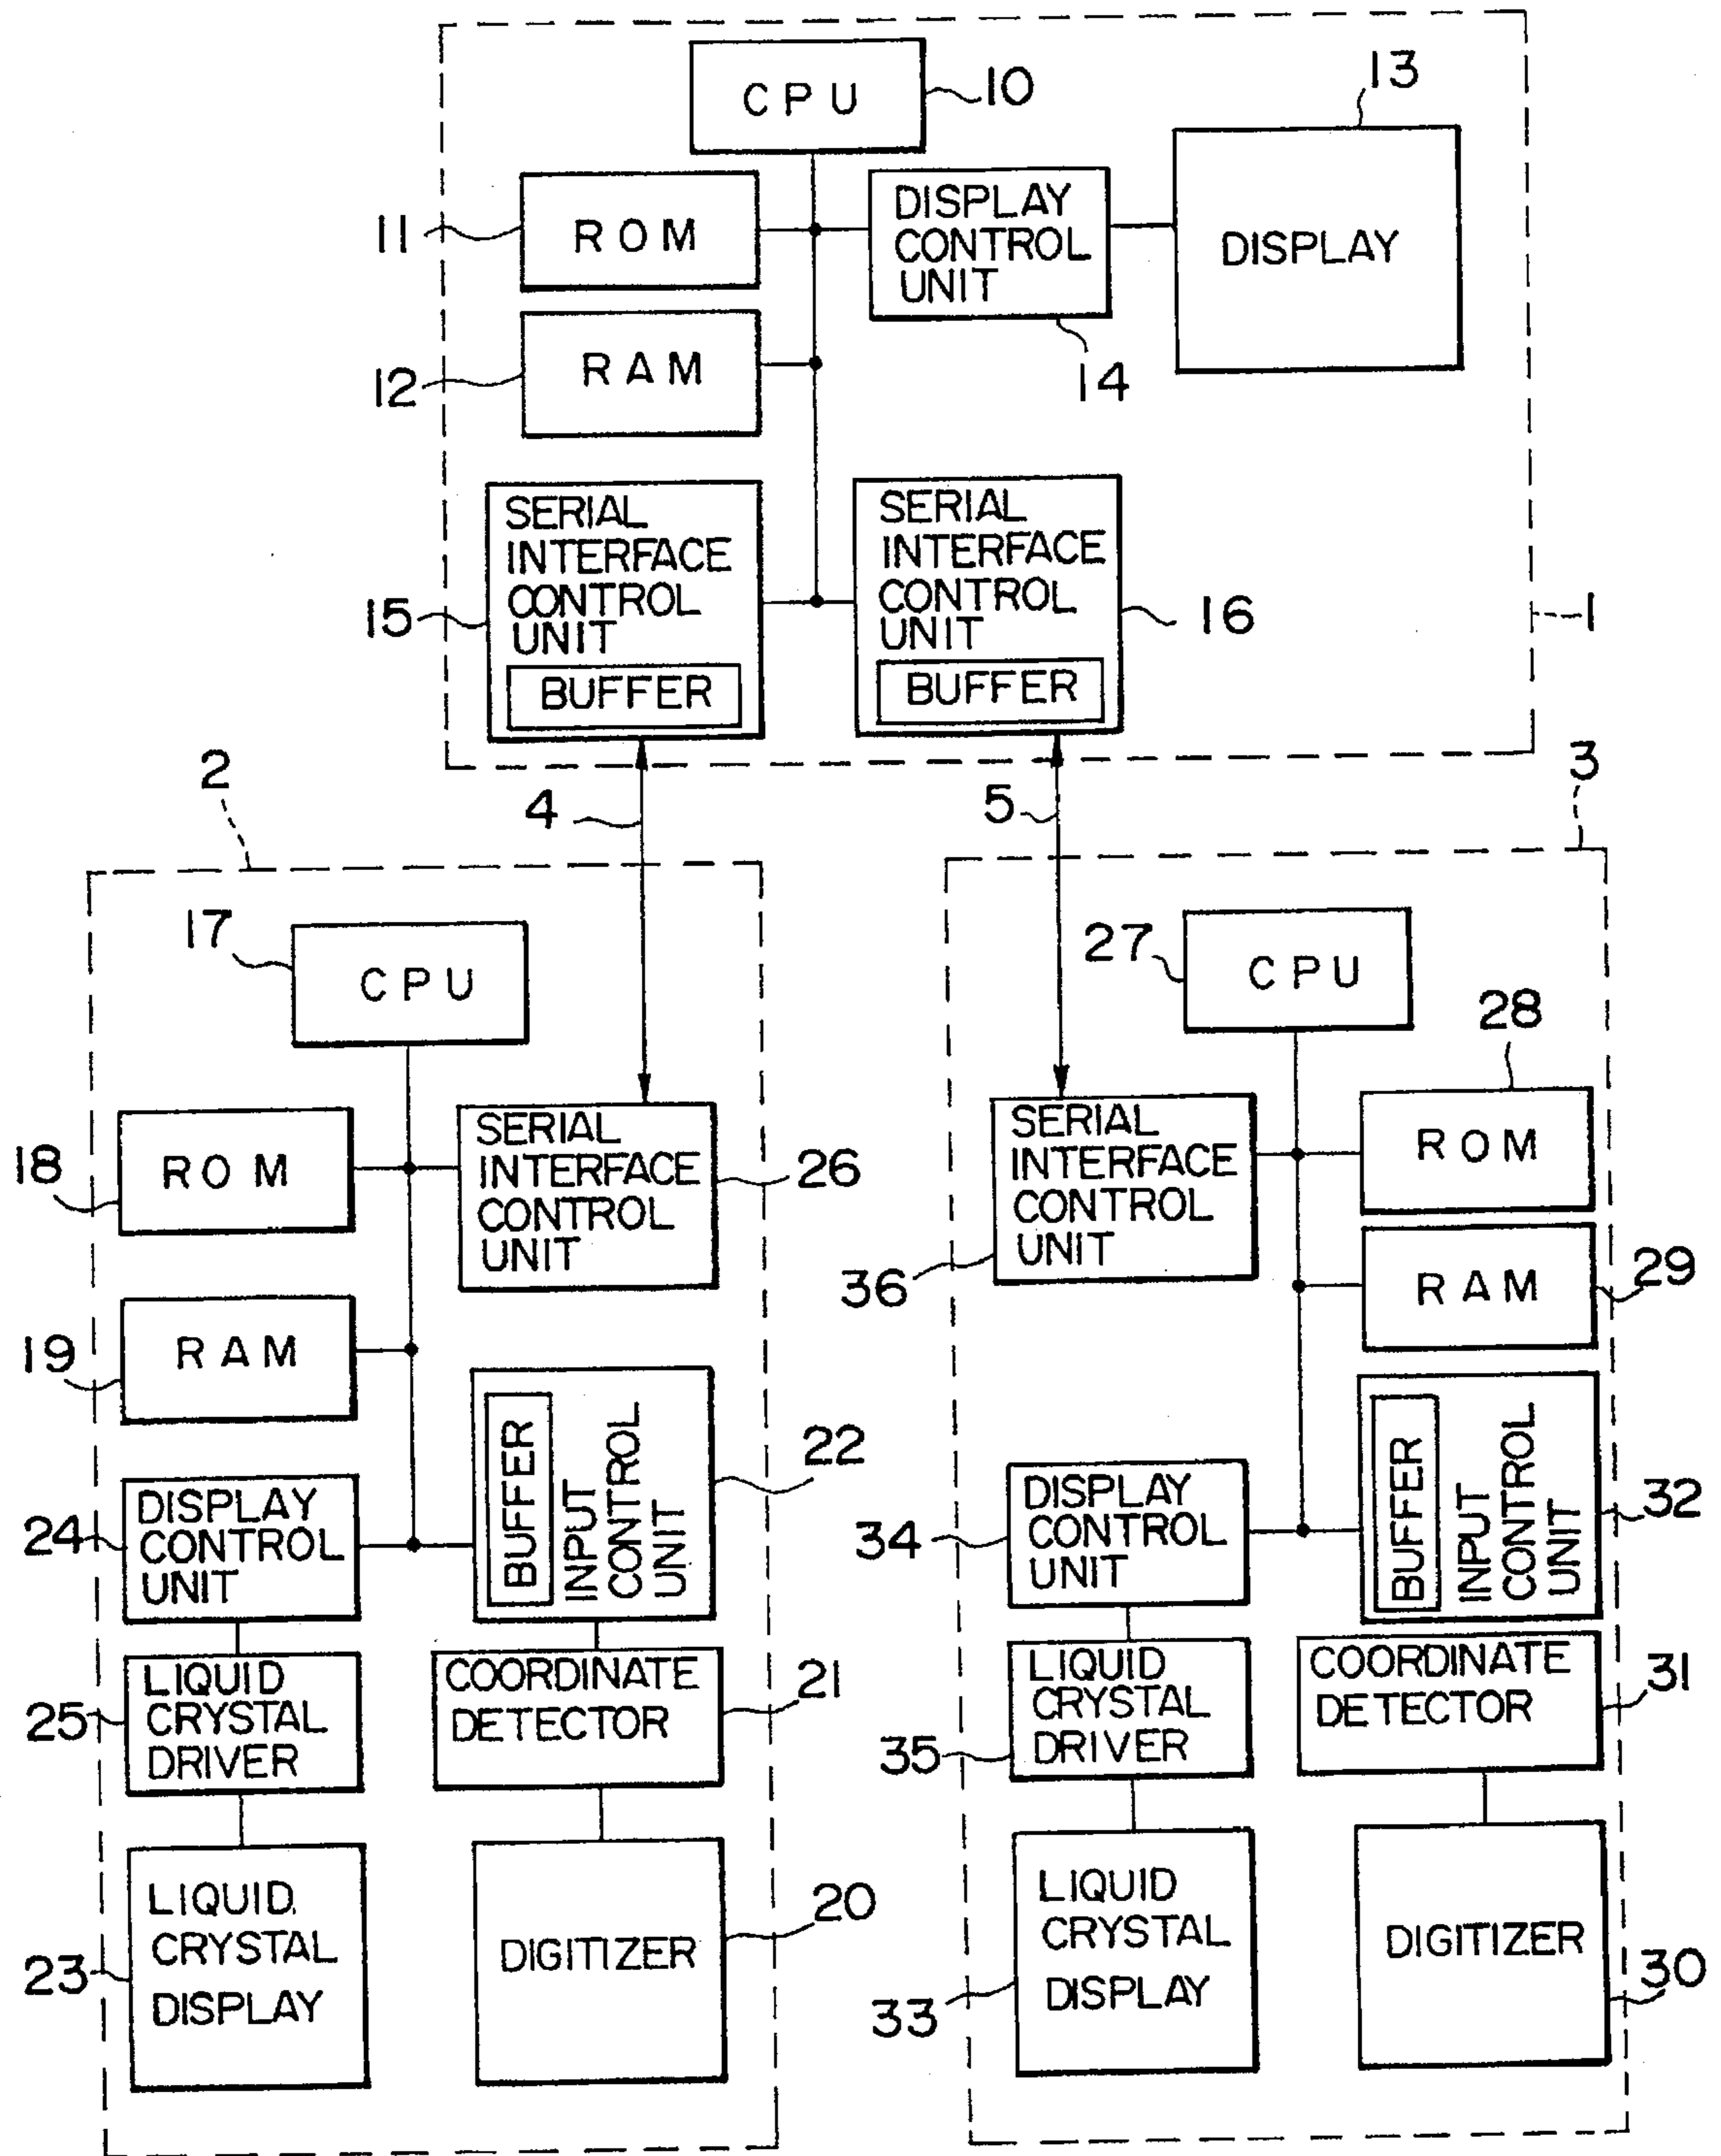 CPU
10
13
11
ROM
DISPLAY
CONTROL
UNIT
DISPLAY
14
12
RAM
15
SERIAL
INTERFACE
CONTROL
UNIT
BUFFER
SERIAL
INTERFACE
CONTROL
UNIT
BUFFER
16
1
2
4
5
3
17
CPU
18
ROM
SERIAL
INTERFACE
CONTROL
UNIT
26
19
RAM
BUFFER
INPUT
CONTROL
UNIT
22
24
DISPLAY
CONTROL
UNIT
25
LIQUID
CRYSTAL
DRIVER
COORDINATE
DETECTOR
21
23
LIQUID
CRYSTAL
DISPLAY
DIGITIZER
20
27
CPU
28
SERIAL
INTERFACE
CONTROL
UNIT
36
ROM
RAM
29
34
DISPLAY
CONTROL
UNIT
BUFFER
INPUT
CONTROL
UNIT
32
35
LIQUID
CRYSTAL
DRIVER
COORDINATE
DETECTOR
31
33
LIQUID
CRYSTAL
DISPLAY
DIGITIZER
30